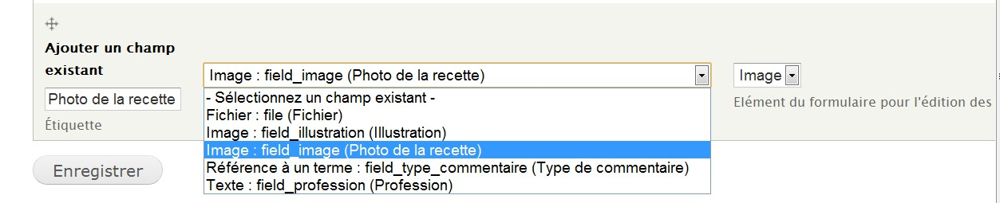 Ajouter un champ
existant
Photo de la recette
Étiquette
Image : field_image (Photo de la recette)
- Sélectionnez un champ existant -
Fichier : file (Fichier)
Image : field_illustration (Illustration)
Image : field_image (Photo de la recette)
Référence à un terme : field_type_commentaire (Type de commentaire)
Texte : field_profession (Profession)
Image
Elément du formulaire pour l'édition des
Enregistrer